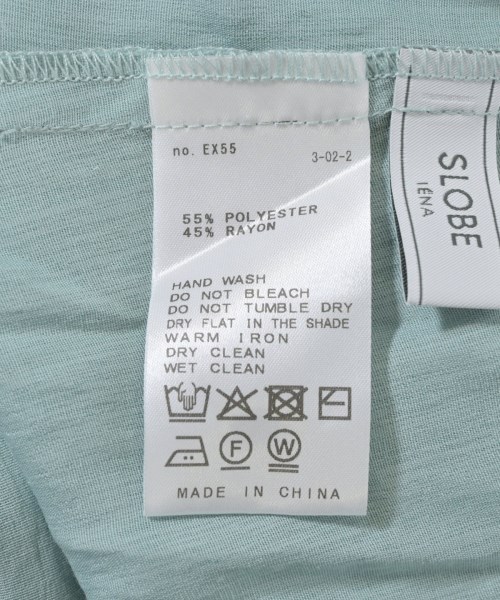 no. EX55
3-02-2
55% POLYESTER
45% RAYON
HAND WASH
DO NOT BLEACH
DO NOT TUMBLE DRY
DRY FLAT IN THE SHADE
WARM IRON
DRY CLEAN
WET CLEAN
F W
MADE IN CHINA
SLOBE
IÉNA